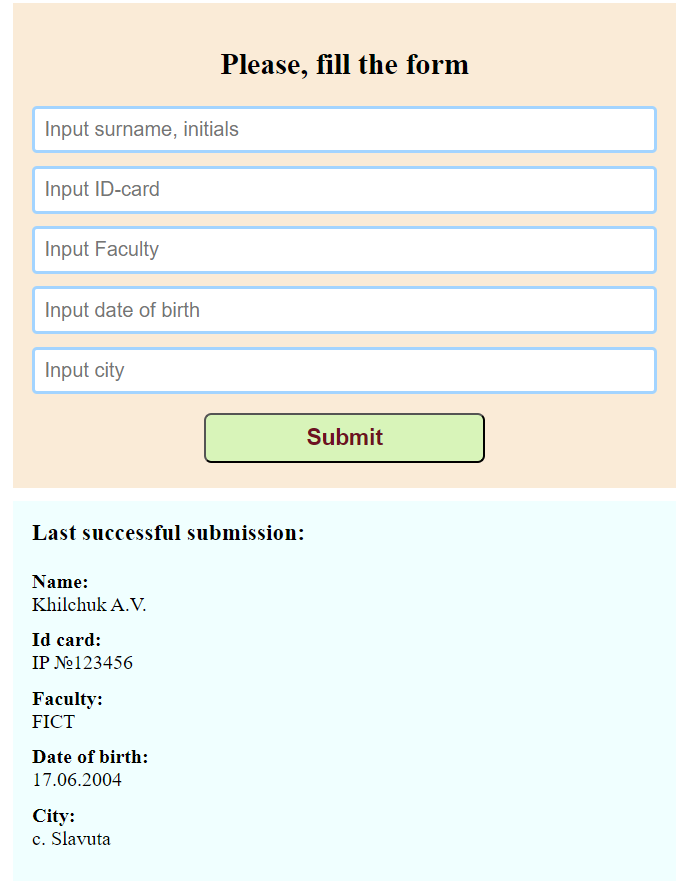 Please, fill the form
Input surname, initials
Input ID-card
Input Faculty
Input date of birth
Input city
Submit
Last successful submission:
Name:
Khilchuk A.V.
Id card:
IP №123456
Faculty:
FICT
Date of birth:
17.06.2004
City:
c. Slavuta